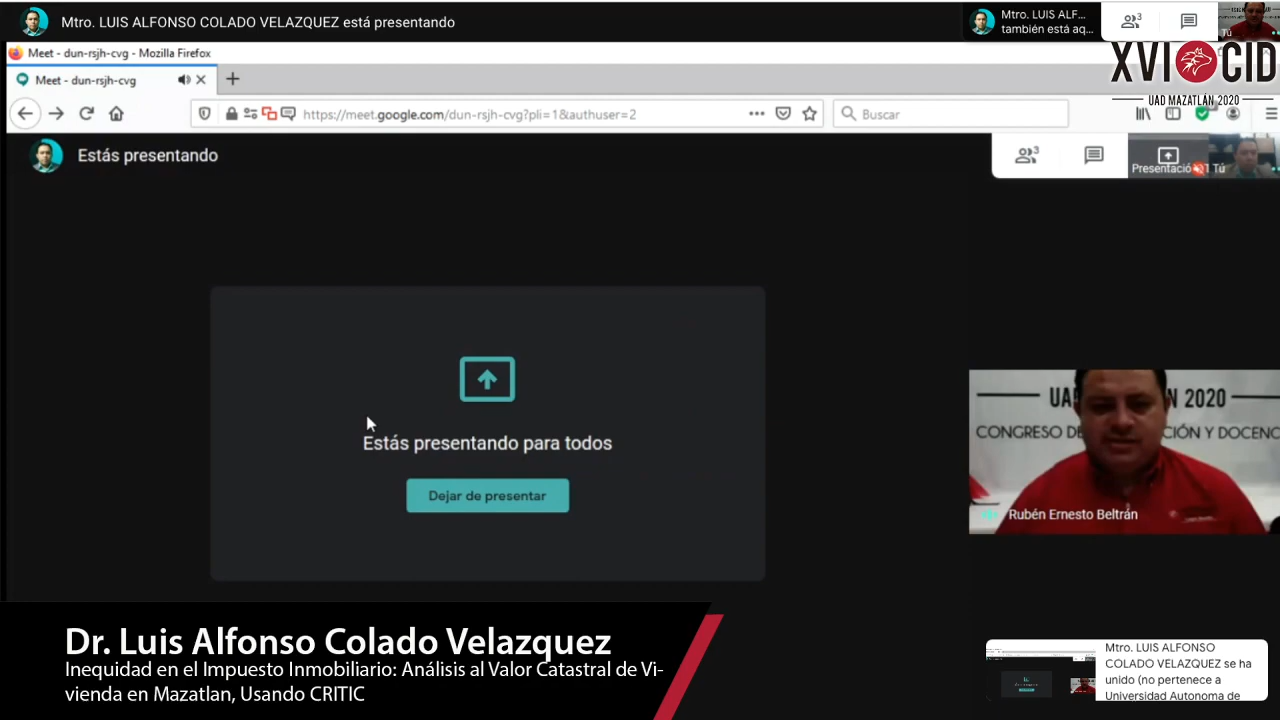 Mtro. LUIS ALFONSO COLADO VELAZQUEZ está presentando
Mtro. LUIS ALF...
también está aq...
3
Tú
XVI CID
UAD MAZATLÁN 2020
Meet - dun-rsjh-cvg - Mozilla Firefox
Meet - dun-rsjh-cvg
https://meet.google.com/dun-rsjh-cvg?pli=1&authuser=2
Buscar
Estás presentando
3
Presentació
1 Tú
Estás presentando para todos
Dejar de presentar
UA
N 2020
CONGRESO DE
CIÓN Y DOCENC
Rubén Ernesto Beltrán
Dr. Luis Alfonso Colado Velazquez
Inequidad en el Impuesto Inmobiliario: Análisis al Valor Catastral de Vi-
vienda en Mazatlan, Usando CRITIC
Mtro. LUIS ALFONSO
COLADO VELAZQUEZ se ha
unido (no pertenece a
Universidad Autonoma de